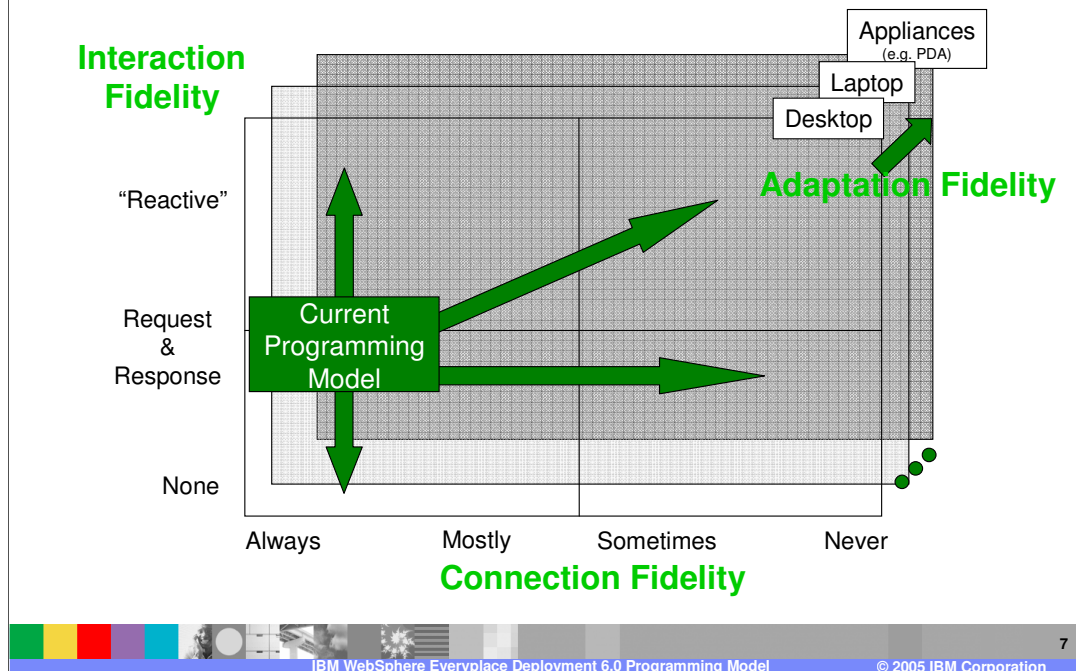 Appliances
(e.g. PDA)
Laptop
Desktop
Interaction
Fidelity
Adaptation Fidelity
“Reactive”
Request
&
Response
None
Current
Programming
Model
Always
Mostly
Sometimes
Never
Connection Fidelity
7
IBM WebSphere Everyplace Deployment 6.0 Programming Model
© 2005 IBM Corporation